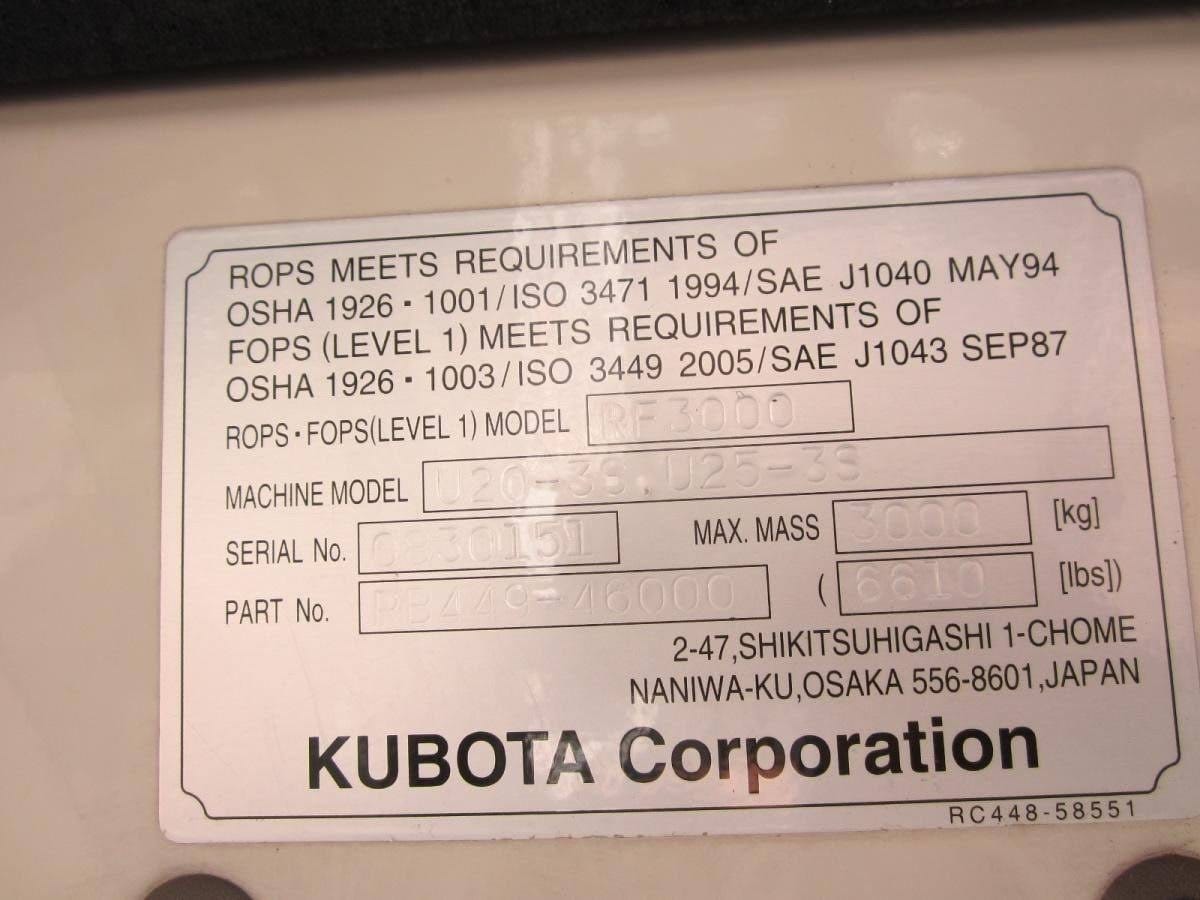 ROPS MEETS REQUIREMENTS OF
OSHA 1926・1001/ISO 3471 1994/SAE J1040 MAY94
FOPS (LEVEL 1) MEETS REQUIREMENTS OF
OSHA 1926・1003/ISO 3449 2005/SAE J1043 SEP87
ROPS・FOPS(LEVEL 1) MODEL RF3000
MACHINE MODEL U20-3S.U25-3S
SERIAL No. 0830151 MAX. MASS 3000 [kg]
PART No. RB449-46000 (6610 [lbs])
2-47,SHIKITSUHIGASHI 1-CHOME
NANIWA-KU,OSAKA 556-8601,JAPAN
KUBOTA Corporation
RC448-58551